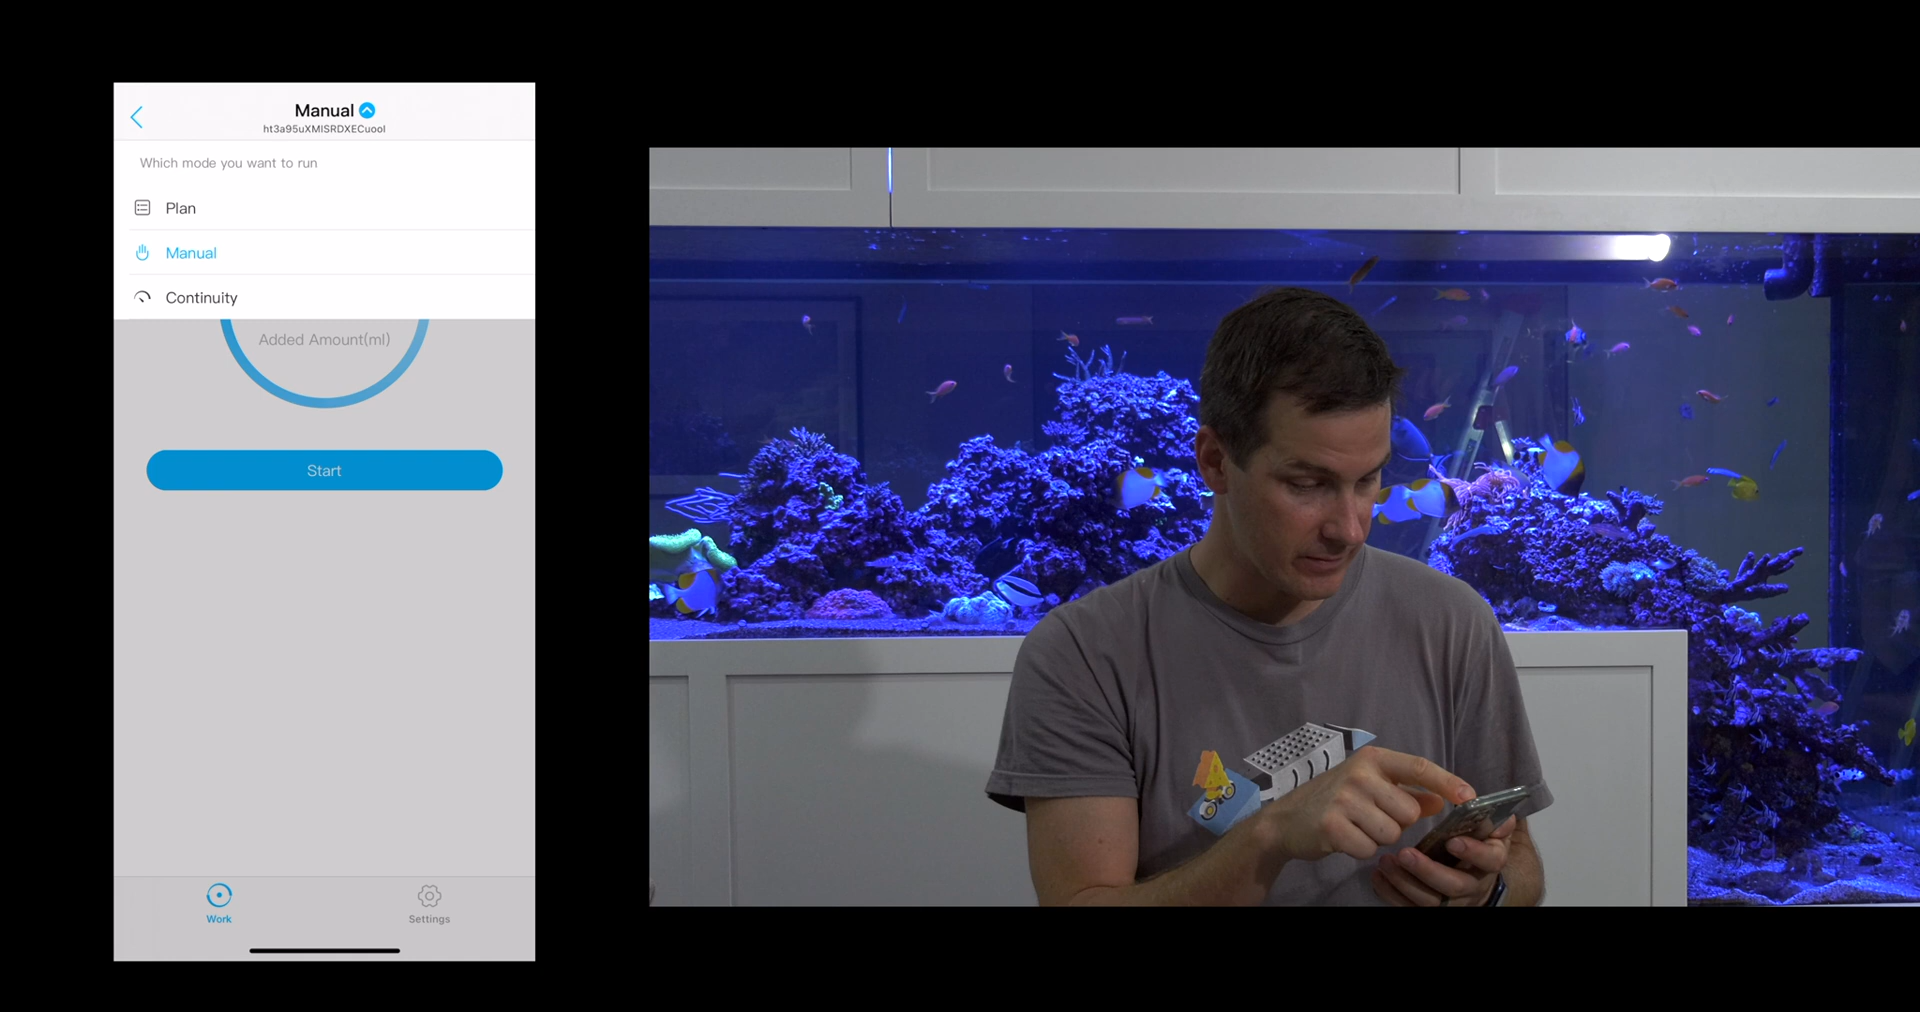 Manual
ht3a95uXMISRDXECuool
Which mode you want to run
Plan
Manual
Continuity
Added Amount(ml)
Start
Work
Settings